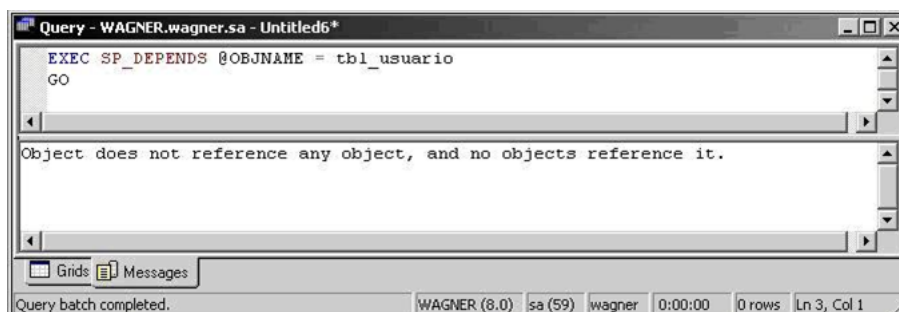 Query - WAGNER.wagner.sa - Untitled6*
EXEC SP_DEPENDS @OBJNAME = tbl_usuario
GO
Object does not reference any object, and no objects reference it.
Grids Messages
Query batch completed. WAGNER (8.0) sa (59) wagner 0:00:00 0 rows Ln 3, Col 1